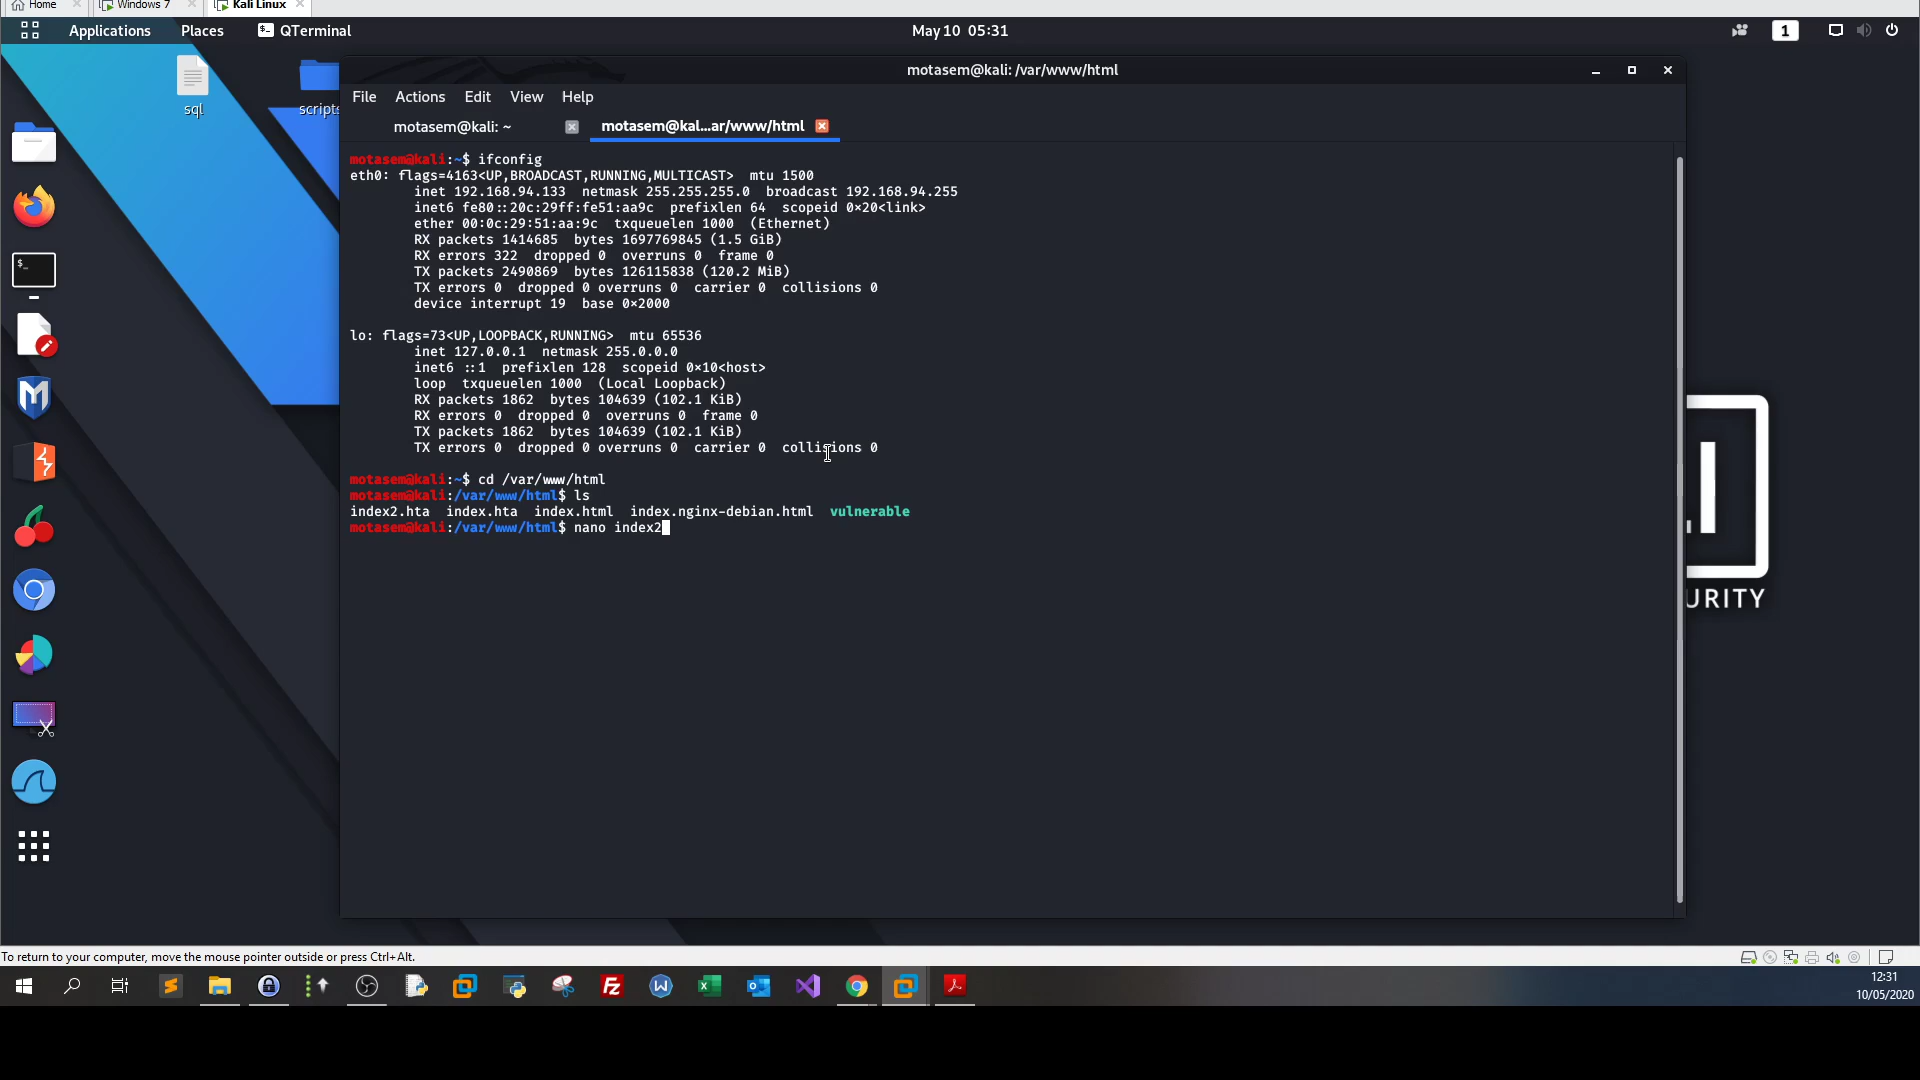 Home
Windows 7
Kali Linux
Applications
Places
QTerminal
May 10 05:31
1
sql
scripts
motasem@kali: /var/www/html
File Actions Edit View Help
motasem@kali: ~
motasem@kal...ar/www/html
motasem@kali:~$ ifconfig
eth0: flags=4163<UP,BROADCAST,RUNNING,MULTICAST>  mtu 1500
        inet 192.168.94.133  netmask 255.255.255.0  broadcast 192.168.94.255
        inet6 fe80::20c:29ff:fe51:aa9c  prefixlen 64  scopeid 0×20<link>
        ether 00:0c:29:51:aa:9c  txqueuelen 1000  (Ethernet)
        RX packets 1414685  bytes 1697769845 (1.5 GiB)
        RX errors 322  dropped 0  overruns 0  frame 0
        TX packets 2490869  bytes 126115838 (120.2 MiB)
        TX errors 0  dropped 0 overruns 0  carrier 0  collisions 0
        device interrupt 19  base 0×2000
lo: flags=73<UP,LOOPBACK,RUNNING>  mtu 65536
        inet 127.0.0.1  netmask 255.0.0.0
        inet6 ::1  prefixlen 128  scopeid 0×10<host>
        loop  txqueuelen 1000  (Local Loopback)
        RX packets 1862  bytes 104639 (102.1 KiB)
        RX errors 0  dropped 0  overruns 0  frame 0
        TX packets 1862  bytes 104639 (102.1 KiB)
        TX errors 0  dropped 0 overruns 0  carrier 0  collisions 0
motasem@kali:~$ cd /var/www/html
motasem@kali:/var/www/html$ ls
index2.hta  index.hta  index.html  index.nginx-debian.html  vulnerable
motasem@kali:/var/www/html$ nano index2
URITY
To return to your computer, move the mouse pointer outside or press Ctrl+Alt.
12:31
10/05/2020